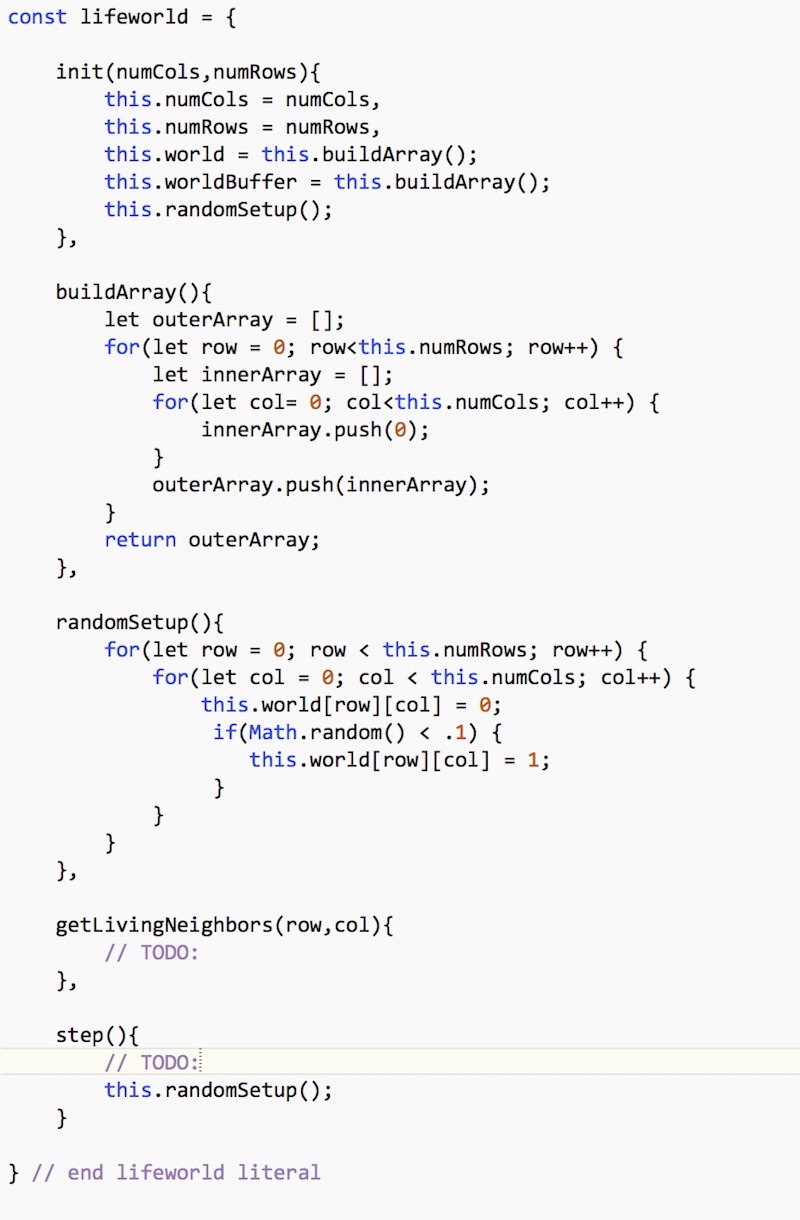 const lifeworld = {

    init(numCols,numRows){
        this.numCols = numCols,
        this.numRows = numRows,
        this.world = this.buildArray();
        this.worldBuffer = this.buildArray();
        this.randomSetup();
    },

    buildArray(){
        let outerArray = [];
        for(let row = 0; row<this.numRows; row++) {
            let innerArray = [];
            for(let col= 0; col<this.numCols; col++) {
                innerArray.push(0);
            }
            outerArray.push(innerArray);
        }
        return outerArray;
    },

    randomSetup(){
        for(let row = 0; row < this.numRows; row++) {
            for(let col = 0; col < this.numCols; col++) {
                this.world[row][col] = 0;
                 if(Math.random() < .1) {
                    this.world[row][col] = 1;
                 }
            }
        }
    },

    getLivingNeighbors(row,col){
        // TODO:
    },

    step(){
        // TODO:
        this.randomSetup();
    }

} // end lifeworld literal